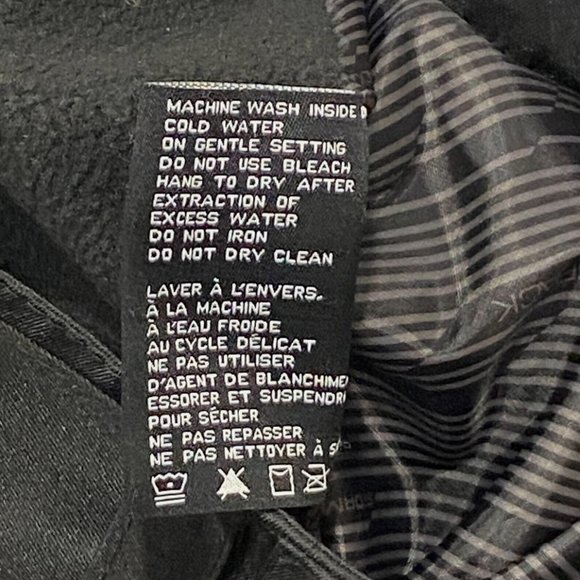 MACHINE WASH INSIDE
COLD WATER
ON GENTLE SETTING
DO NOT USE BLEACH
HANG TO DRY AFTER
EXTRACTION OF
EXCESS WATER
DO NOT IRON
DO NOT DRY CLEAN
LAVER À L'ENVERS.
À LA MACHINE
À L'EAU FROIDE
AU CYCLE DÉLICAT
NE PAS UTILISER
D'AGENT DE BLANCHIME
ESSORER ET SUSPENDR
POUR SÉCHER
NE PAS REPASSER
NE PAS NETTOYER À S